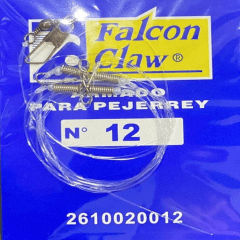 Falcon
Claw ®
PARA PEJERREY
N° 12
2610020012